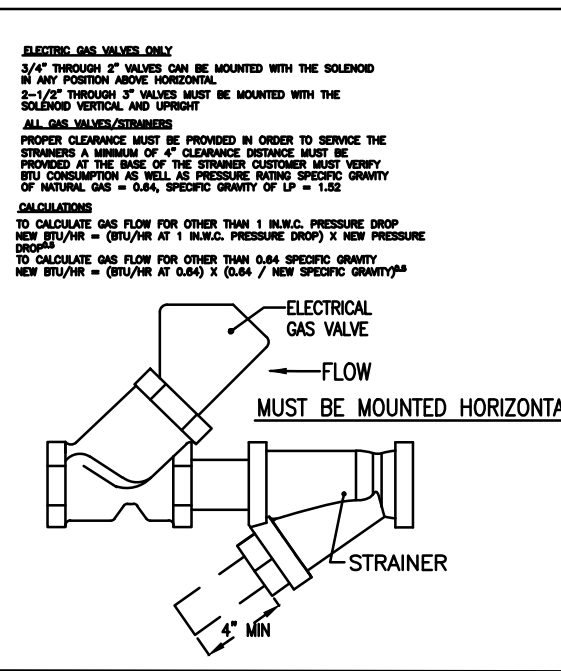 ELECTRIC GAS VALVES ONLY
3/4" THROUGH 2" VALVES CAN BE MOUNTED WITH THE SOLENOID
IN ANY POSITION ABOVE HORIZONTAL
2-1/2" THROUGH 3" VALVES MUST BE MOUNTED WITH THE
SOLENOID VERTICAL AND UPRIGHT
ALL GAS VALVES/STRAINERS
PROPER CLEARANCE MUST BE PROVIDED IN ORDER TO SERVICE THE
STRAINERS A MINIMUM OF 4" CLEARANCE DISTANCE MUST BE
PROVIDED AT THE BASE OF THE STRAINER CUSTOMER MUST VERIFY
BTU CONSUMPTION AS WELL AS PRESSURE RATING SPECIFIC GRAVITY
OF NATURAL GAS = 0.64, SPECIFIC GRAVITY OF LP = 1.52
CALCULATIONS
TO CALCULATE GAS FLOW FOR OTHER THAN 1 IN.W.C. PRESSURE DROP
NEW BTU/HR = (BTU/HR AT 1 IN.W.C. PRESSURE DROP) X NEW PRESSURE
DROP^0.5
TO CALCULATE GAS FLOW FOR OTHER THAN 0.64 SPECIFIC GRAVITY
NEW BTU/HR = (BTU/HR AT 0.64) X (0.64 / NEW SPECIFIC GRAVITY)^0.5
ELECTRICAL
GAS VALVE
FLOW
MUST BE MOUNTED HORIZONTA
STRAINER
4" MIN